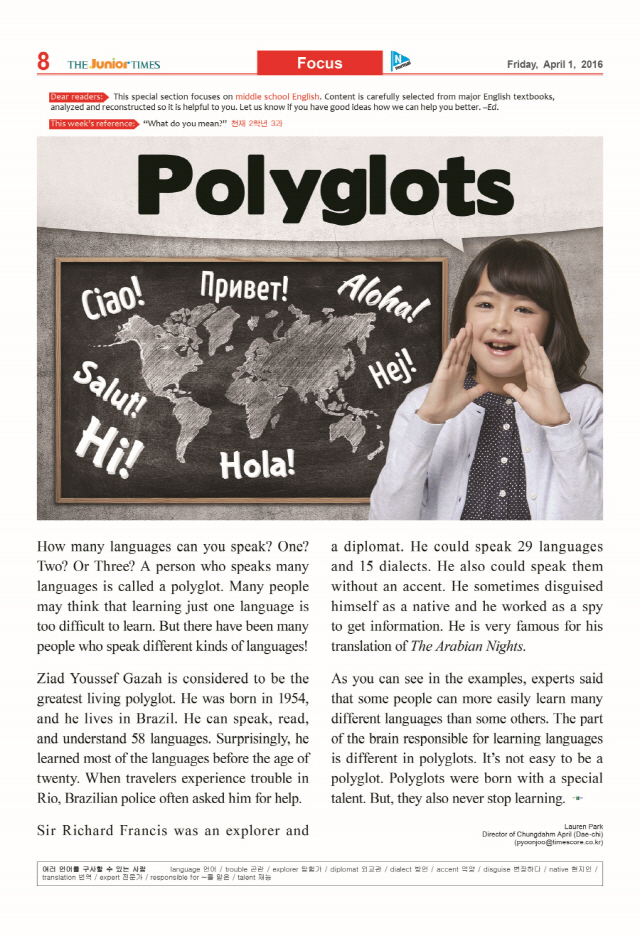 8 THE Junior TIMES Focus Friday, April 1, 2016
Dear readers: This special section focuses on middle school English. Content is carefully selected from major English textbooks,
analyzed and reconstructed so it is helpful to you. Let us know if you have good ideas how we can help you better. –Ed.
This week's reference: “What do you mean?” 천재 2학년 3과
Polyglots
Ciao!
Привет!
Aloha!
Salut!
Hej!
Hi!
Hola!
How many languages can you speak? One?
Two? Or Three? A person who speaks many
languages is called a polyglot. Many people
may think that learning just one language is
too difficult to learn. But there have been many
people who speak different kinds of languages!
Ziad Youssef Gazah is considered to be the
greatest living polyglot. He was born in 1954,
and he lives in Brazil. He can speak, read,
and understand 58 languages. Surprisingly, he
learned most of the languages before the age of
twenty. When travelers experience trouble in
Rio, Brazilian police often asked him for help.
Sir Richard Francis was an explorer and
a diplomat. He could speak 29 languages
and 15 dialects. He also could speak them
without an accent. He sometimes disguised
himself as a native and he worked as a spy
to get information. He is very famous for his
translation of The Arabian Nights.
As you can see in the examples, experts said
that some people can more easily learn many
different languages than some others. The part
of the brain responsible for learning languages
is different in polyglots. It’s not easy to be a
polyglot. Polyglots were born with a special
talent. But, they also never stop learning.
Lauren Park
Director of Chungdahm April (Dae-chi)
(pyoonjoo@timescore.co.kr)
여러 언어를 구사할 수 있는 사람 language 언어 / trouble 곤란 / explorer 탐험가 / diplomat 외교관 / dialect 방언 / accent 억양 / disguise 변장하다 / native 현지인 /
translation 번역 / expert 전문가 / responsible for ~를 맡은 / talent 재능